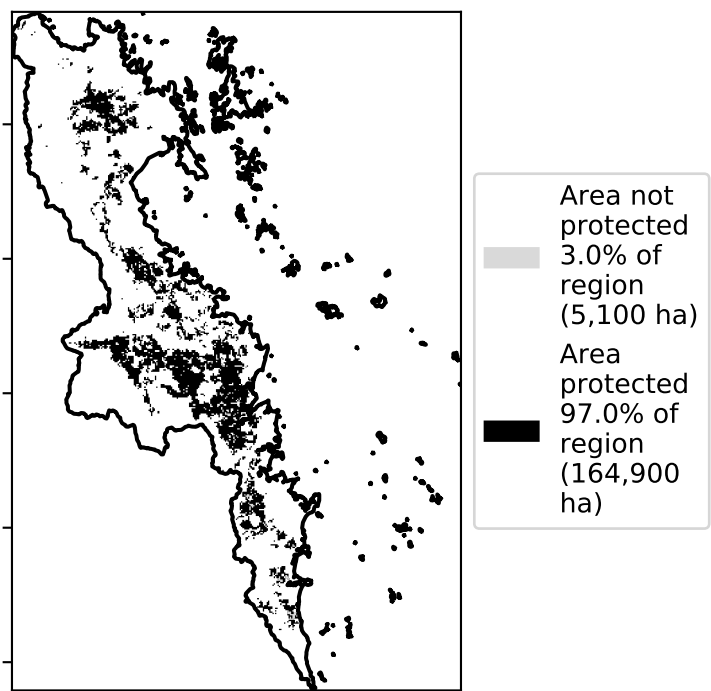 Area not
protected
3.0% of
region
(5,100 ha)
Area
protected
97.0% of
region
(164,900
ha)